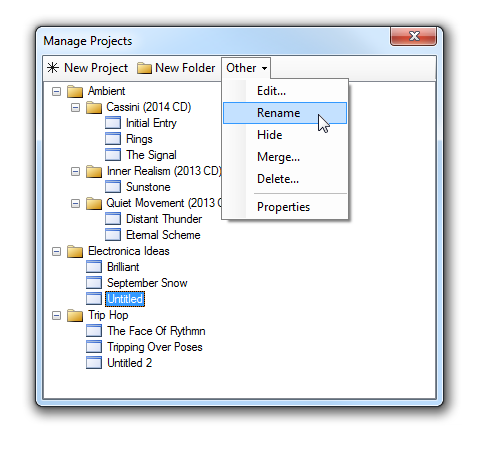 Manage Projects
New Project New Folder Other
Edit...
Rename
Hide
Merge...
Delete...
Properties
Ambient
Cassini (2014 CD)
Initial Entry
Rings
The Signal
Inner Realism (2013 CD)
Sunstone
Quiet Movement (2013
Distant Thunder
Eternal Scheme
Electronica Ideas
Brilliant
September Snow
Untitled
Trip Hop
The Face Of Rythmn
Tripping Over Poses
Untitled 2